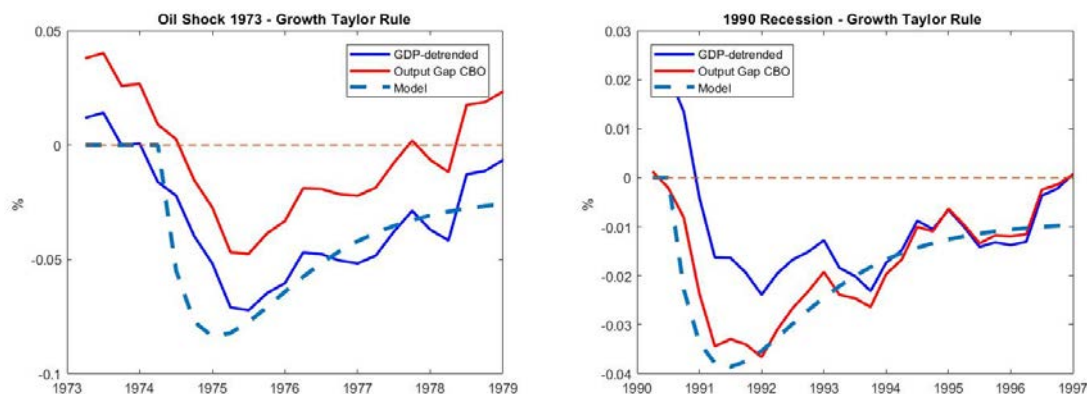 Oil Shock 1973 - Growth Taylor Rule
0.05
0
-0.05
-0.1
%
GDP-detrended
Output Gap CBO
Model
1973 1974 1975 1976 1977 1978 1979
1990 Recession - Growth Taylor Rule
0.03
0.02
0.01
0
-0.01
-0.02
-0.03
-0.04
%
GDP-detrended
Output Gap CBO
Model
1990 1991 1992 1993 1994 1995 1996 1997